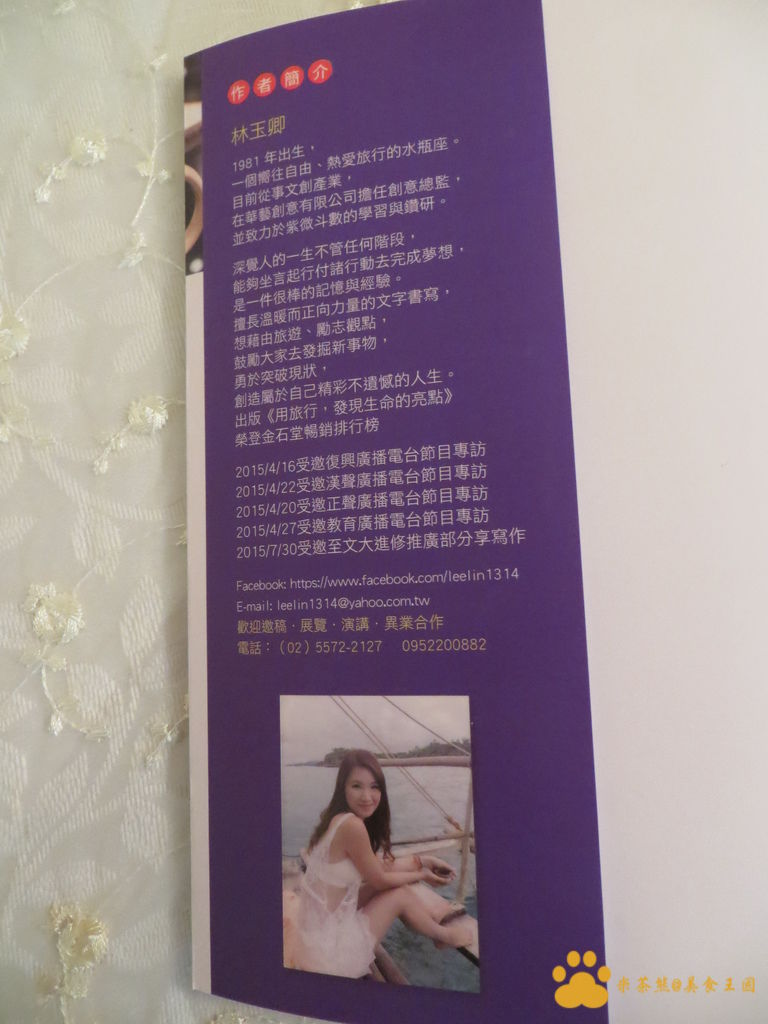 作者簡介
林玉卿
1981 年出生，
一個嚮往自由、熱愛旅行的水瓶座。
目前從事文創產業，
在華藝創意有限公司擔任創意總監，
並致力於紫微斗數的學習與鑽研。
深覺人的一生不管任何階段，
能夠坐言起行付諸行動去完成夢想，
是一件很棒的記憶與經驗。
擅長溫暖而正向力量的文字書寫，
想藉由旅遊、勵志觀點，
鼓勵大家去發掘新事物，
勇於突破現狀，
創造屬於自己精彩不遺憾的人生。
出版《用旅行，發現生命的亮點》
榮登金石堂暢銷排行榜
2015/4/16受邀復興廣播電台節目專訪
2015/4/22受邀漢聲廣播電台節目專訪
2015/4/20受邀正聲廣播電台節目專訪
2015/4/27受邀教育廣播電台節目專訪
2015/7/30受邀至文大進修推廣部分享寫作
Facebook: https://www.facebook.com/leelin1314
E-mail: leelin1314@yahoo.com.tw
歡迎邀稿．展覽．演講．異業合作
電話：（02）5572-2127 0952200882
米茶熊@美食王國